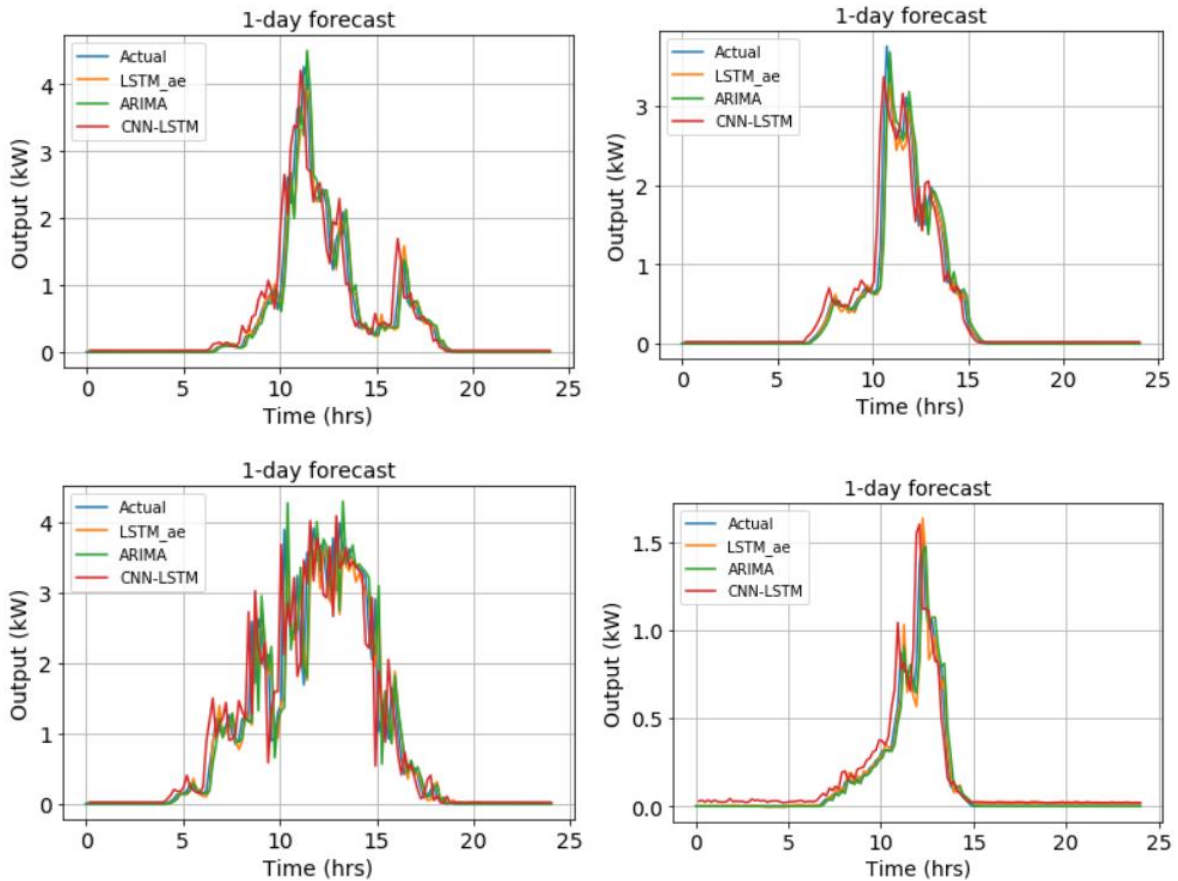 1-day forecast
Actual
LSTM_ae
ARIMA
CNN-LSTM
Output (kW)
4
3
2
1
0
0 5 10 15 20 25
Time (hrs)
1-day forecast
Actual
LSTM_ae
ARIMA
CNN-LSTM
Output (kW)
3
2
1
0
0 5 10 15 20 25
Time (hrs)
1-day forecast
Actual
LSTM_ae
ARIMA
CNN-LSTM
Output (kW)
4
3
2
1
0
0 5 10 15 20 25
Time (hrs)
1-day forecast
Actual
LSTM_ae
ARIMA
CNN-LSTM
Output (kW)
1.5
1.0
0.5
0.0
0 5 10 15 20 25
Time (hrs)